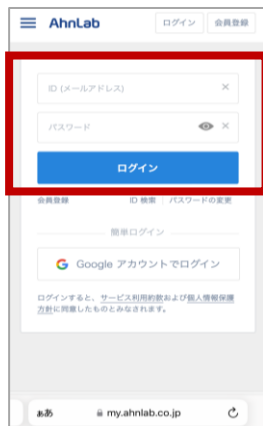 AhnLab
ログイン
会員登録
ID (メールアドレス)
パスワード
ログイン
会員登録 ID 検索 パスワードの変更
簡単ログイン
Google アカウントでログイン
ログインすると、サービス利用約款および個人情報保護
方針に同意したものとみなされます。
ぁあ my.ahnlab.co.jp